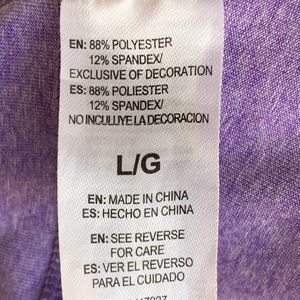 EN: 88% POLYESTER
12% SPANDEX/
EXCLUSIVE OF DECORATION
ES: 88% POLIESTER
12% SPANDEX/
NO INCULLYE LA DECORACION
L/G
EN: MADE IN CHINA
ES: HECHO EN CHINA
EN: SEE REVERSE
FOR CARE
ES: VER EL REVERSO
PARA EL CUIDADO